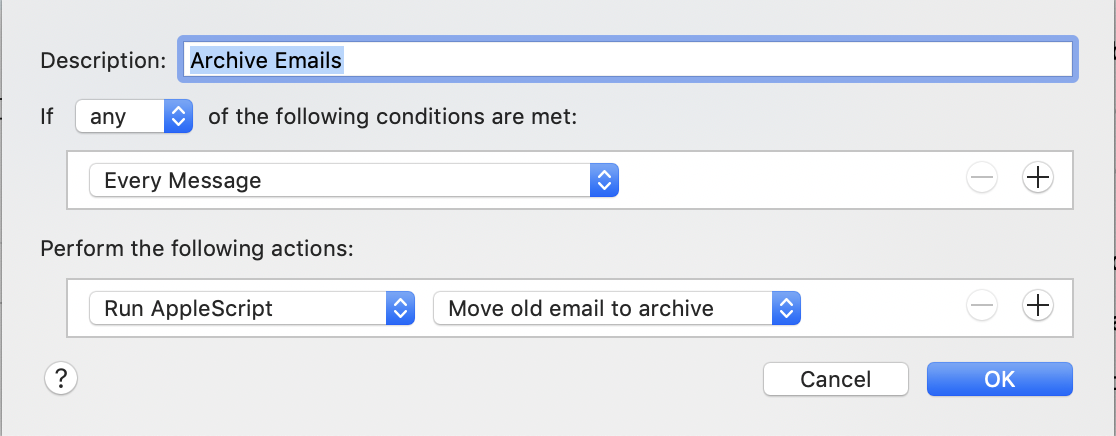 Description: Archive Emails
If any of the following conditions are met:
Every Message
Perform the following actions:
Run AppleScript Move old email to archive
? Cancel OK